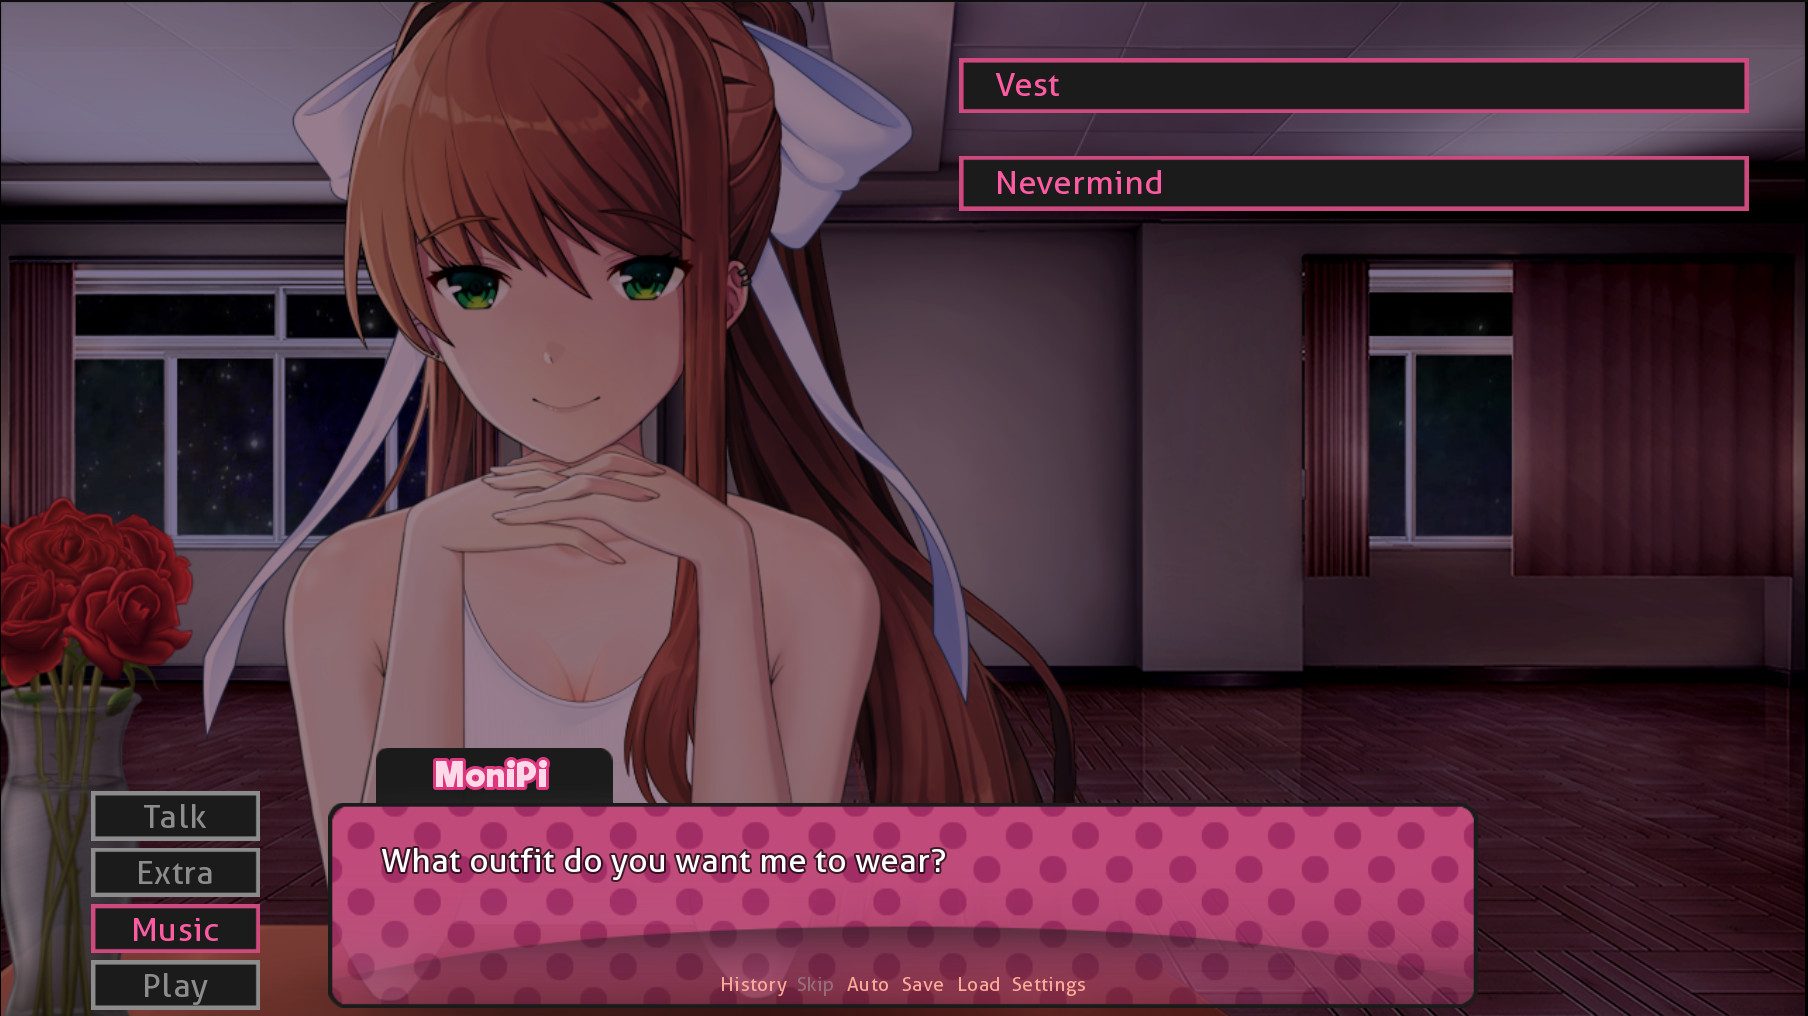 Vest
Nevermind
MoniPi
What outfit do you want me to wear?
Talk
Extra
Music
Play
History Skip Auto Save Load Settings